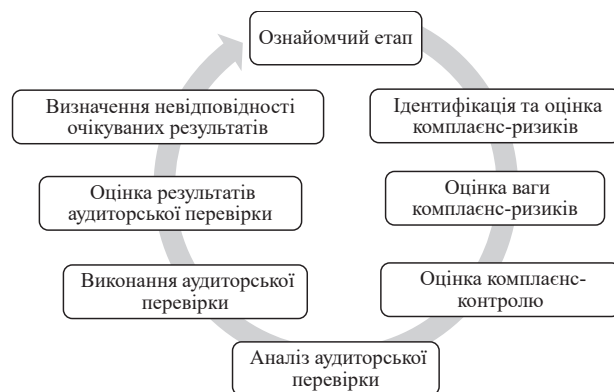 Ознайомчий етап
Ідентифікація та оцінка
комплаєнс-ризиків
Оцінка ваги
комплаєнс-ризиків
Оцінка комплаєнс-
контролю
Аналіз аудиторської
перевірки
Виконання аудиторської
перевірки
Оцінка результатів
аудиторської перевірки
Визначення невідповідності
очікуваних результатів